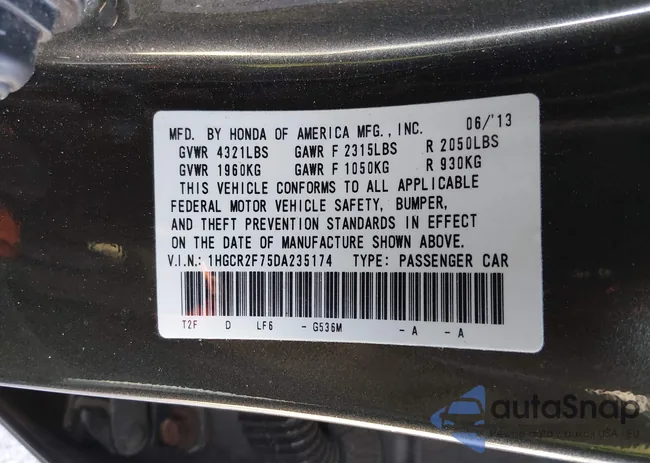 MFD. BY HONDA OF AMERICA MFG., INC. 06/'13
GVWR 4321LBS GAWR F 2315LBS R 2050LBS
GVWR 1960KG GAWR F 1050KG R 930KG
THIS VEHICLE CONFORMS TO ALL APPLICABLE
FEDERAL MOTOR VEHICLE SAFETY, BUMPER,
AND THEFT PREVENTION STANDARDS IN EFFECT
ON THE DATE OF MANUFACTURE SHOWN ABOVE.
V.I.N.: 1HGCR2F75DA235174 TYPE: PASSENGER CAR
T2F D LF6 - G536M - A - A
autoSnap